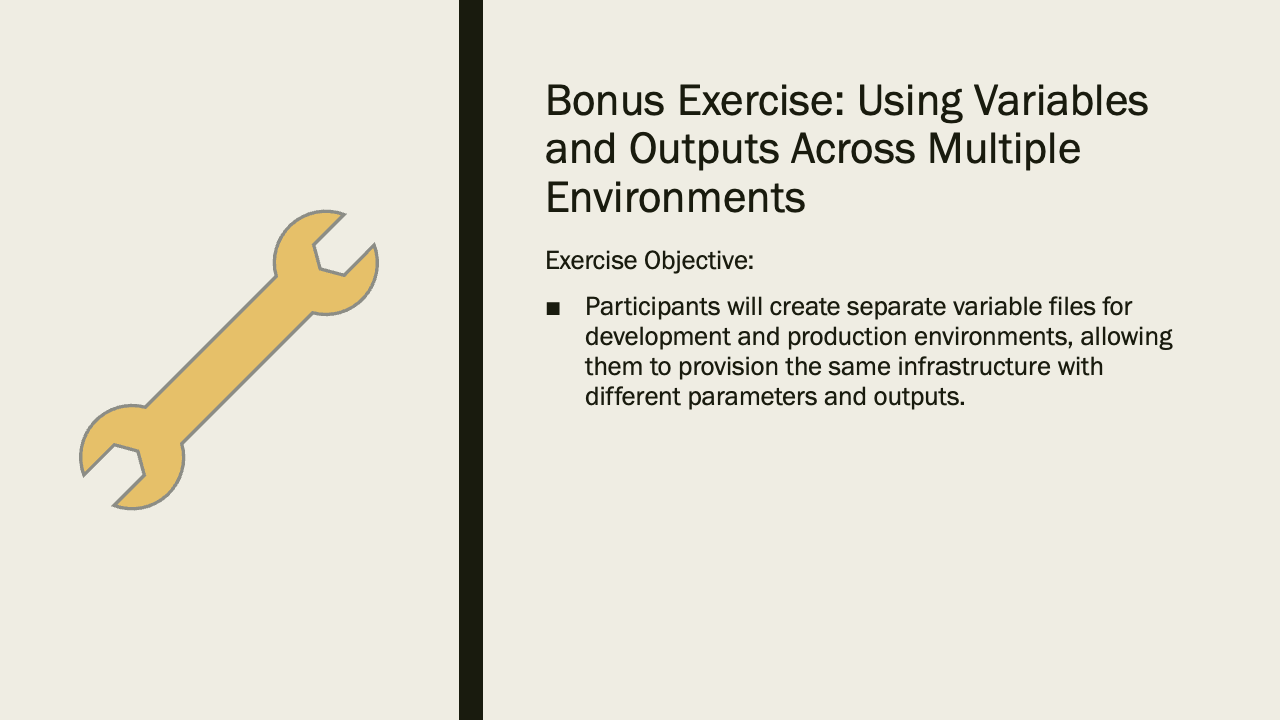 Bonus Exercise: Using Variables
and Outputs Across Multiple
Environments
Exercise Objective:
■ Participants will create separate variable files for
development and production environments, allowing
them to provision the same infrastructure with
different parameters and outputs.